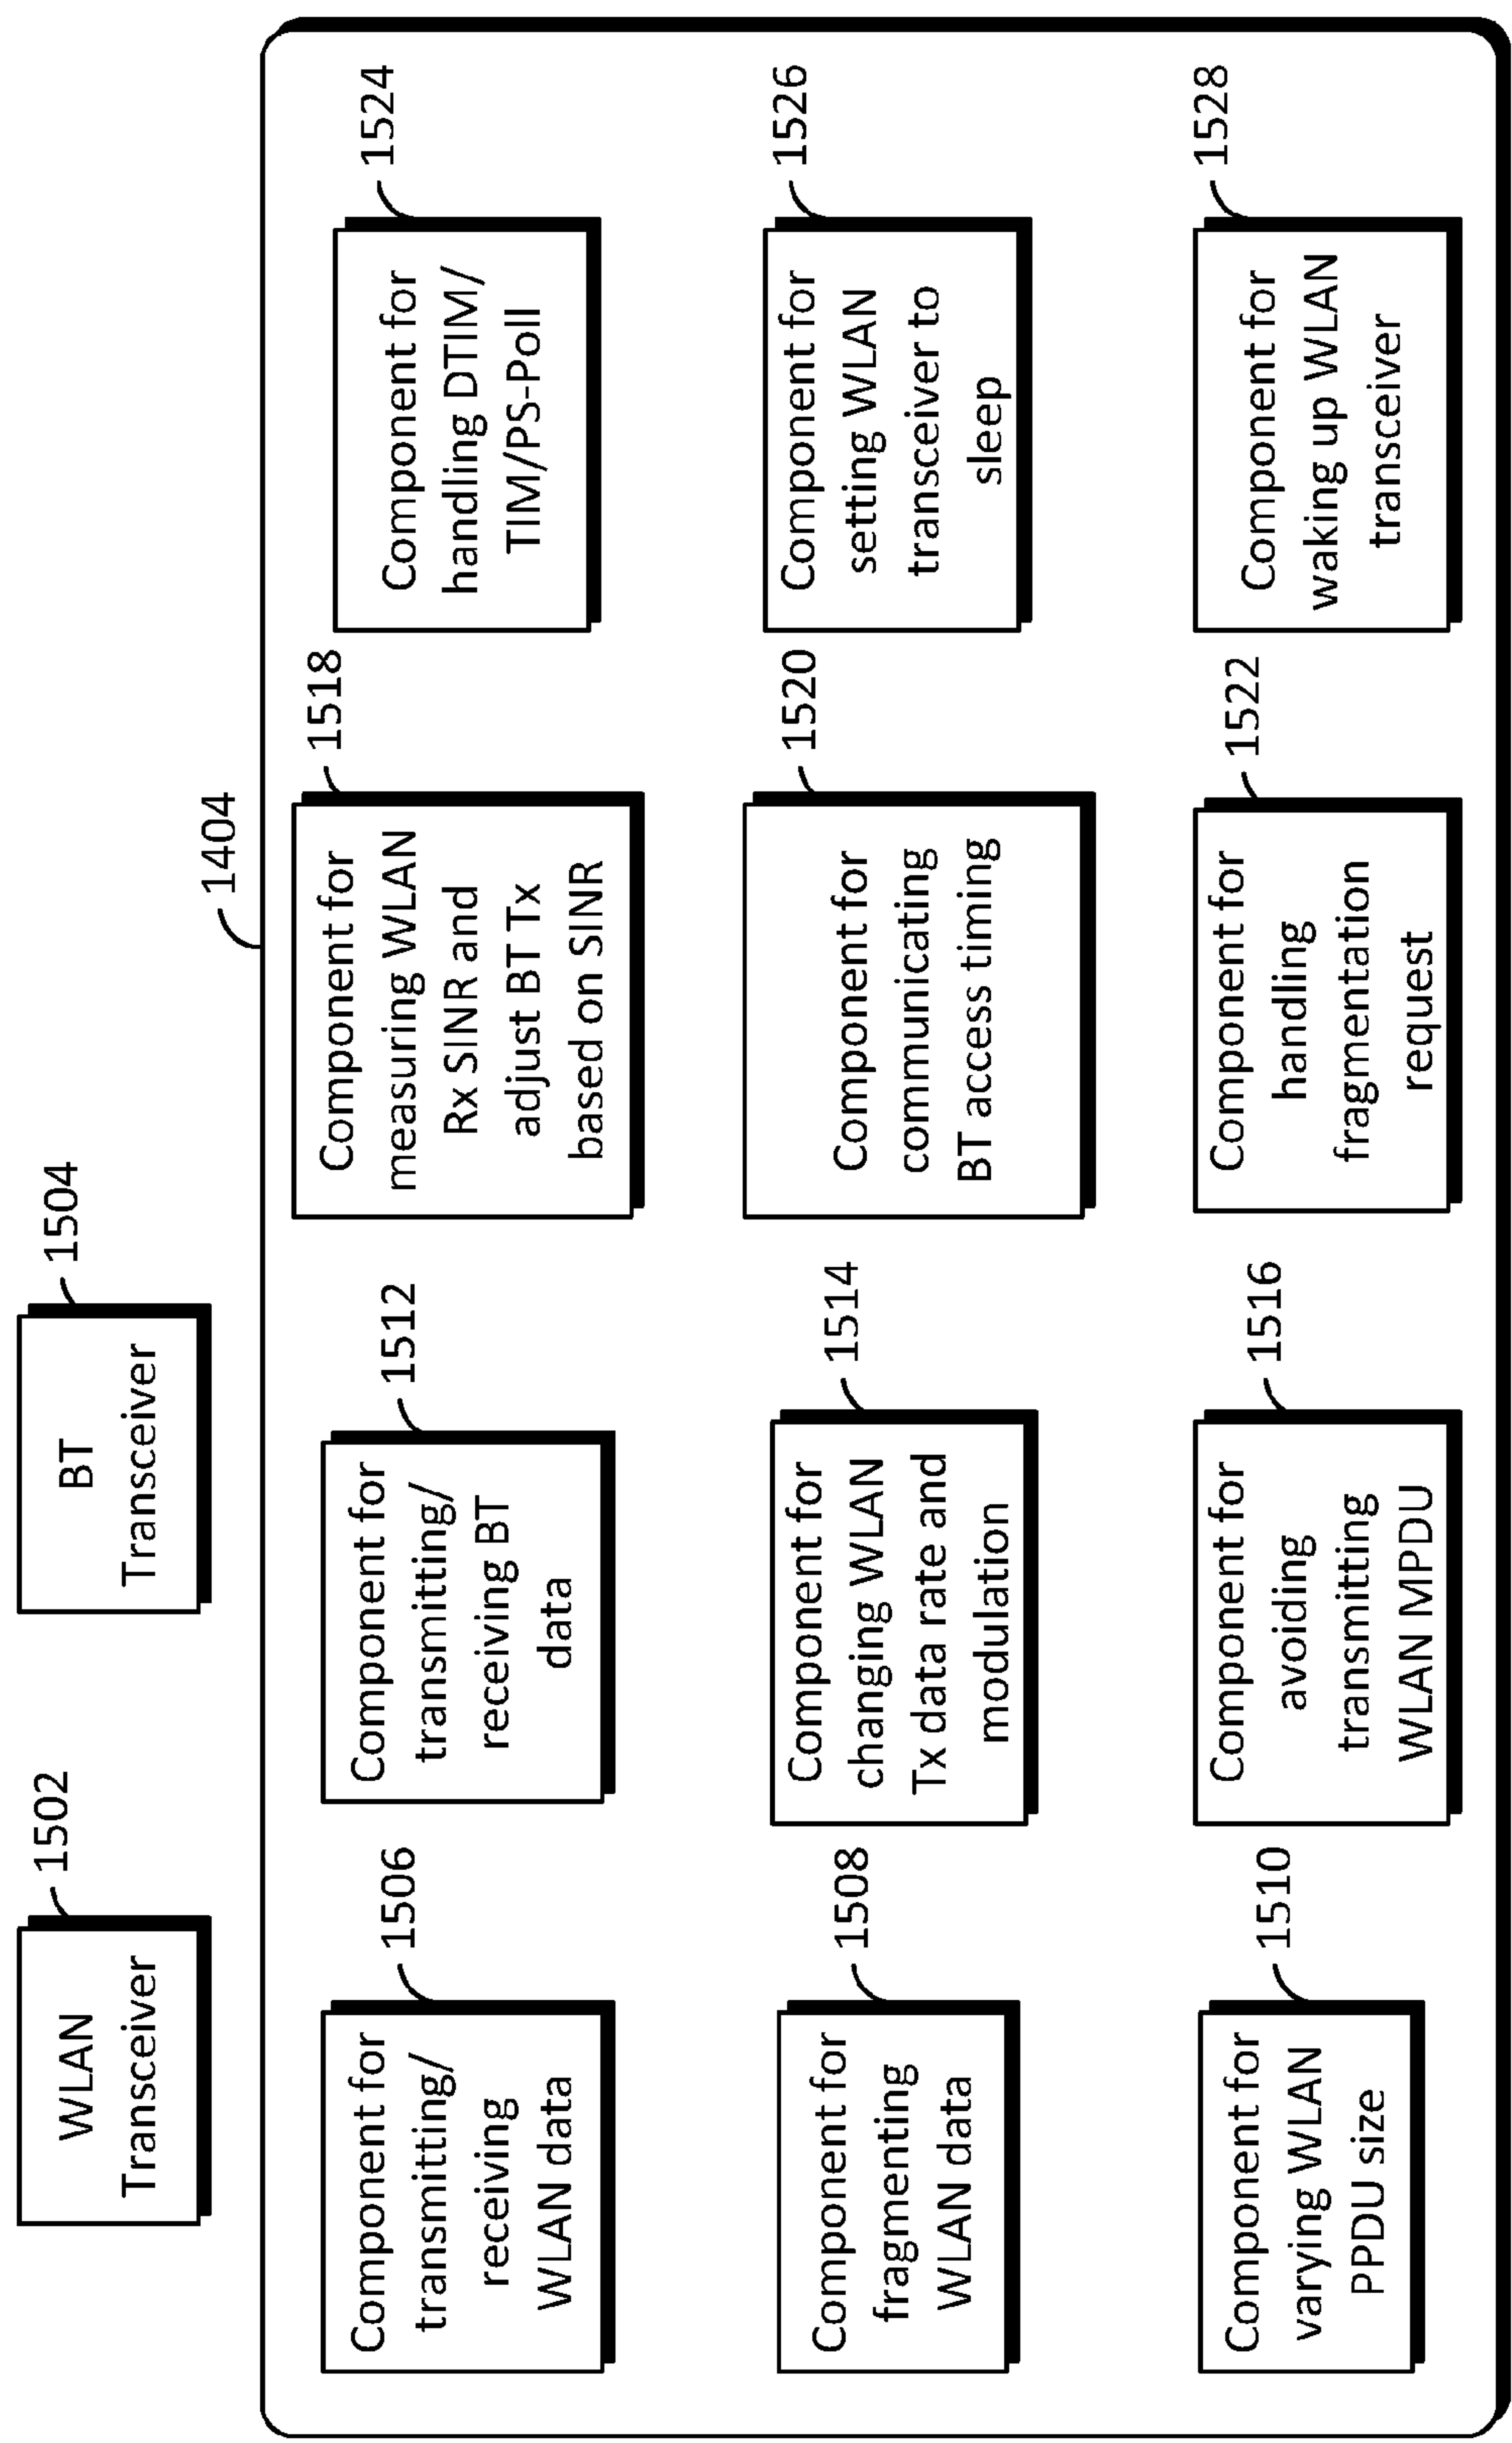 WLAN
Transceiver
1502
BT
Transceiver
1504
1404
Component for
transmitting/
receiving
WLAN data
1506
Component for
transmitting/
receiving BT
data
1512
Component for
measuring WLAN
Rx SINR and
adjust BT Tx
based on SINR
1518
Component for
handling DTIM/
TIM/PS-Poll
1524
Component for
fragmenting
WLAN data
1508
Component for
changing WLAN
Tx data rate and
modulation
1514
Component for
communicating
BT access timing
1520
Component for
setting WLAN
transceiver to
sleep
1526
Component for
varying WLAN
PPDU size
1510
Component for
avoiding
transmitting
WLAN MPDU
1516
Component for
handling
fragmentation
request
1522
Component for
waking up WLAN
transceiver
1528